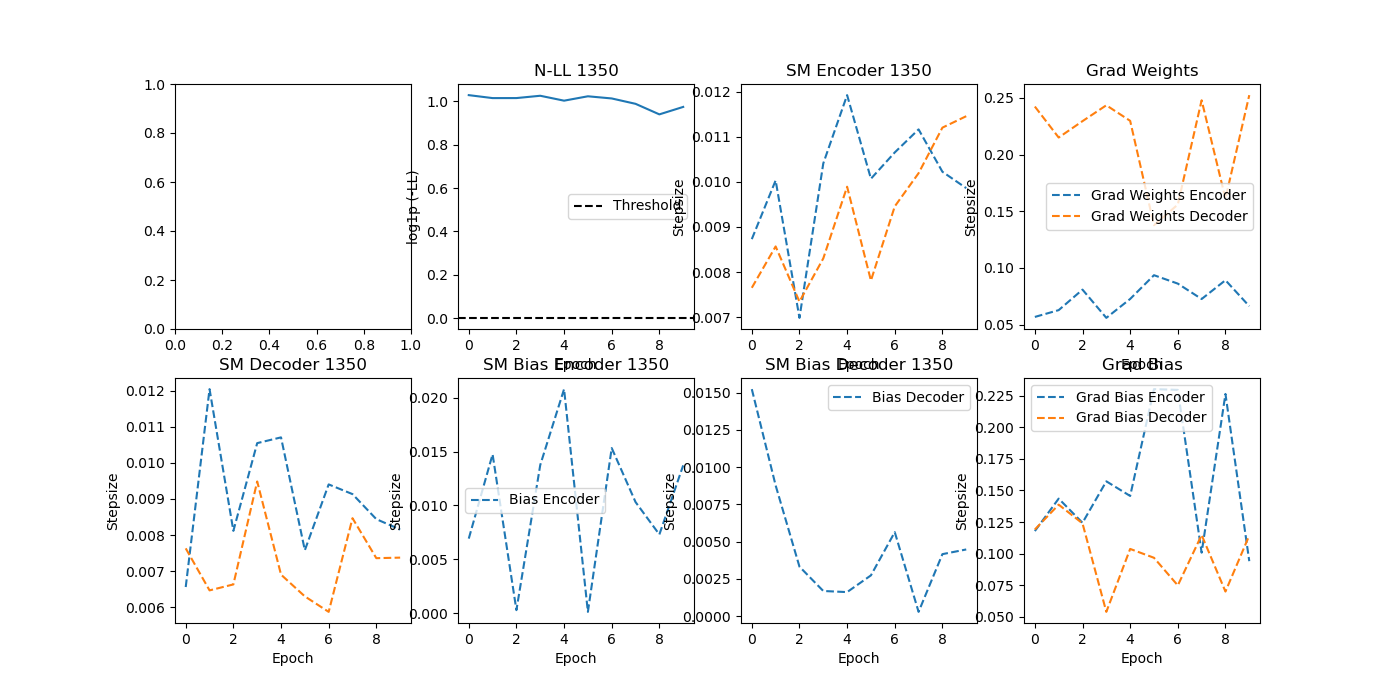 N-LL 1350
SM Encoder 1350
Grad Weights
1.0
0.8
0.6
0.4
0.2
0.0
0.0 0.2 0.4 0.6 0.8 1.0
log1p (-LL)
1.0
0.8
0.6
0.4
0.2
0.0
Threshold
0 2 4 6 8
Epoch
Stepsize
0.012
0.011
0.010
0.009
0.008
0.007
0 2 4 6 8
Epoch
Stepsize
0.25
0.20
0.15
0.10
0.05
Grad Weights Encoder
Grad Weights Decoder
0 2 4 6 8
Epoch
SM Decoder 1350
SM Bias Encoder 1350
SM Bias Decoder 1350
Grad Bias
Stepsize
0.012
0.011
0.010
0.009
0.008
0.007
0.006
0 2 4 6 8
Epoch
Stepsize
0.020
0.015
0.010
0.005
0.000
Bias Encoder
0 2 4 6 8
Epoch
Stepsize
0.0150
0.0125
0.0100
0.0075
0.0050
0.0025
0.0000
Bias Decoder
0 2 4 6 8
Epoch
Stepsize
0.225
0.200
0.175
0.150
0.125
0.100
0.075
0.050
Grad Bias Encoder
Grad Bias Decoder
0 2 4 6 8
Epoch